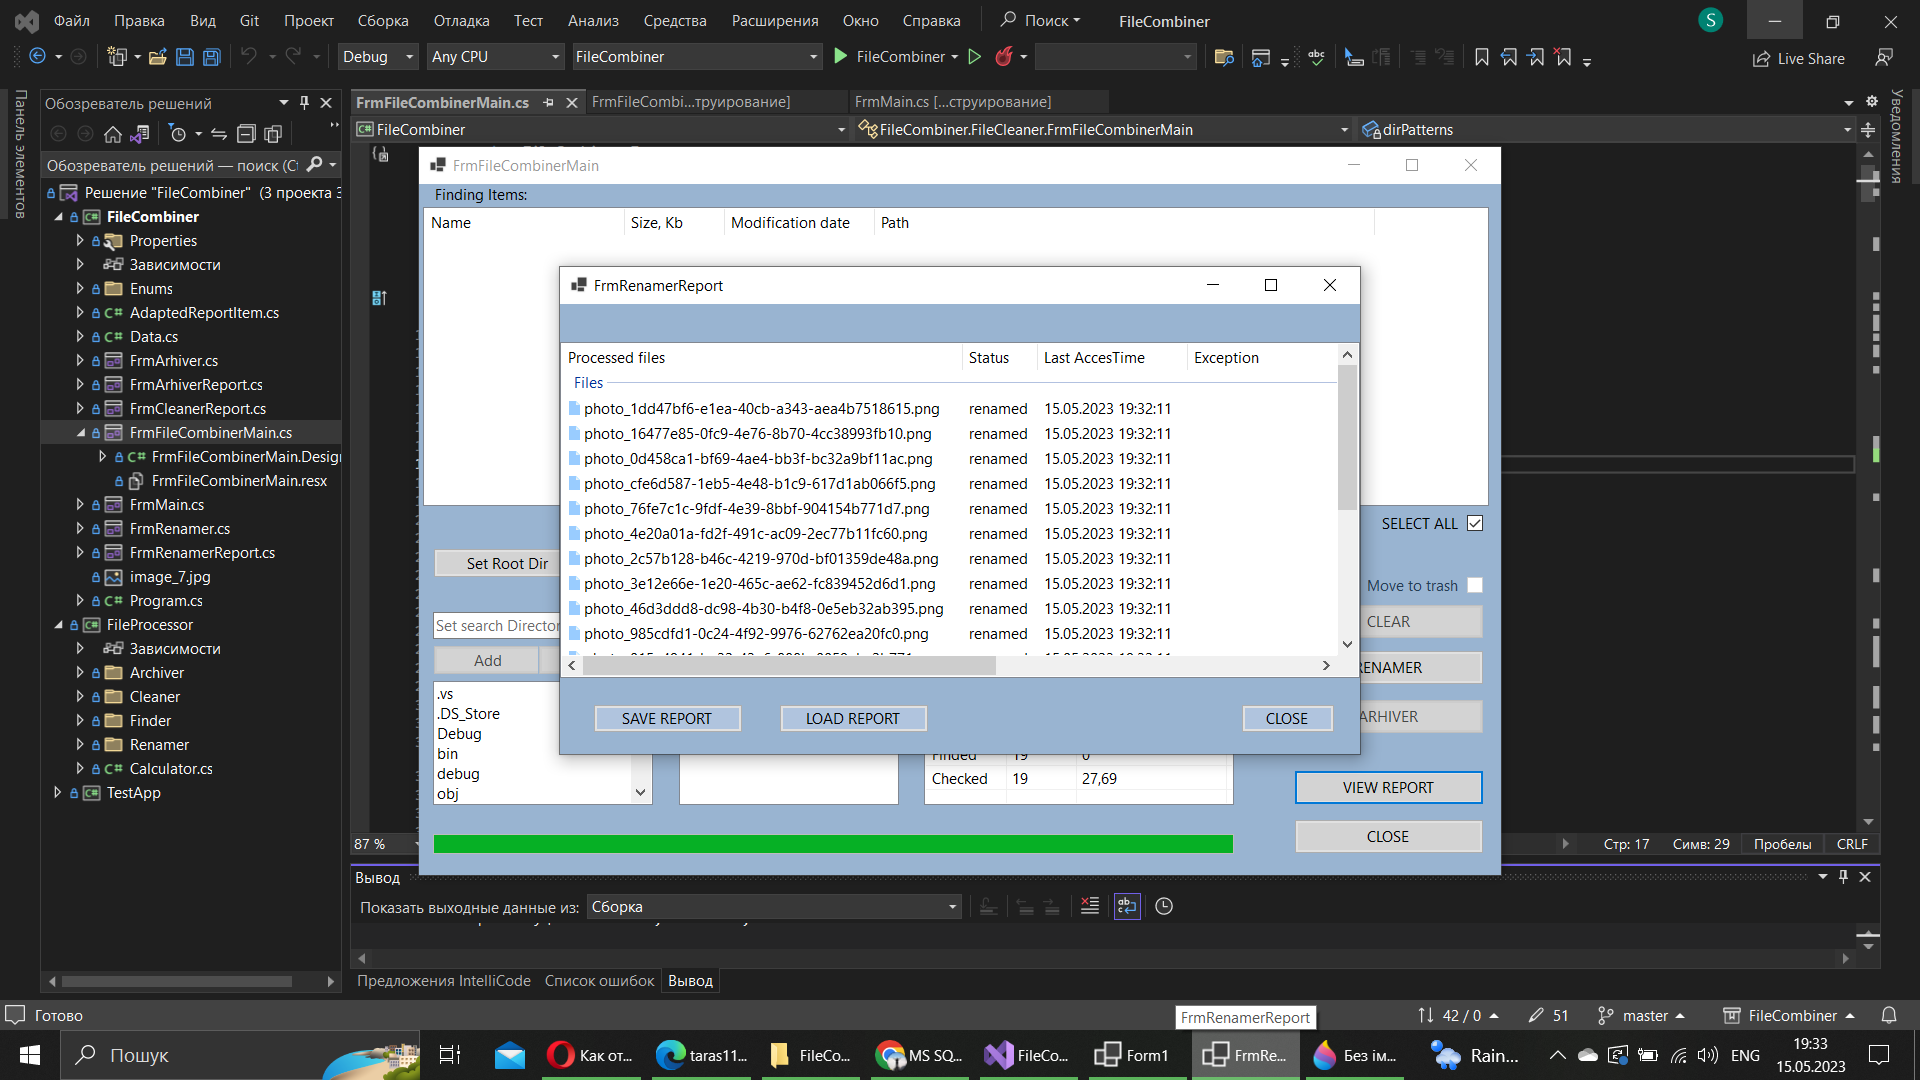 Файл Правка Вид Git Проект Сборка Отладка Тест Анализ Средства Расширения Окно Справка Поиск FileCombiner S
Debug Any CPU FileCombiner FileCombiner Live Share
Панель элементов
Обозреватель решений
Обозреватель решений — поиск (Ct
Решение "FileCombiner" (3 проекта 3
FileCombiner
Properties
Зависимости
Enums
AdaptedReportItem.cs
Data.cs
FrmArhiver.cs
FrmArhiverReport.cs
FrmCleanerReport.cs
FrmFileCombinerMain.cs
FrmFileCombinerMain.Desig
FrmFileCombinerMain.resx
FrmMain.cs
FrmRenamer.cs
FrmRenamerReport.cs
image_7.jpg
Program.cs
FileProcessor
Зависимости
Archiver
Cleaner
Finder
Renamer
Calculator.cs
TestApp
FrmFileCombinerMain.cs FrmFileCombi...труирование] FrmMain.cs [...струирование]
FileCombiner FileCombiner.FileCleaner.FrmFileCombinerMain dirPatterns
Уведомления
FrmFileCombinerMain
Finding Items:
Name Size, Kb Modification date Path
FrmRenamerReport
Processed files Status Last AccesTime Exception
Files
photo_1dd47bf6-e1ea-40cb-a343-aea4b7518615.png renamed 15.05.2023 19:32:11
photo_16477e85-0fc9-4e76-8b70-4cc38993fb10.png renamed 15.05.2023 19:32:11
photo_0d458ca1-bf69-4ae4-bb3f-bc32a9bf11ac.png renamed 15.05.2023 19:32:11
photo_cfe6d587-1eb5-4e48-b1c9-617d1ab066f5.png renamed 15.05.2023 19:32:11
photo_76fe7c1c-9fdf-4e39-8bbf-904154b771d7.png renamed 15.05.2023 19:32:11
photo_4e20a01a-fd2f-491c-ac09-2ec77b11fc60.png renamed 15.05.2023 19:32:11
photo_2c57b128-b46c-4219-970d-bf01359de48a.png renamed 15.05.2023 19:32:11
photo_3e12e66e-1e20-465c-ae62-fc839452d6d1.png renamed 15.05.2023 19:32:11
photo_46d3ddd8-dc98-4b30-b4f8-0e5eb32ab395.png renamed 15.05.2023 19:32:11
photo_985cdfd1-0c24-4f92-9976-62762ea20fc0.png renamed 15.05.2023 19:32:11
SAVE REPORT LOAD REPORT CLOSE
SELECT ALL
Set Root Dir
Move to trash
Set search Director
CLEAR
Add
RENAMER
ARHIVER
.vs
.DS_Store
Debug
bin
debug
obj
Finded 19 0
Checked 19 27,69
VIEW REPORT
CLOSE
87 % Стр: 17 Симв: 29 Пробелы CRLF
Вывод
Показать выходные данные из: Сборка
Предложения IntelliCode Список ошибок Вывод
Готово 42 / 0 51 master FileCombiner
FrmRenamerReport
Пошук Как от... taras11... FileCo... MS SQ... FileCo... Form1 FrmRe... Без ім... Rain... ENG 19:33
15.05.2023